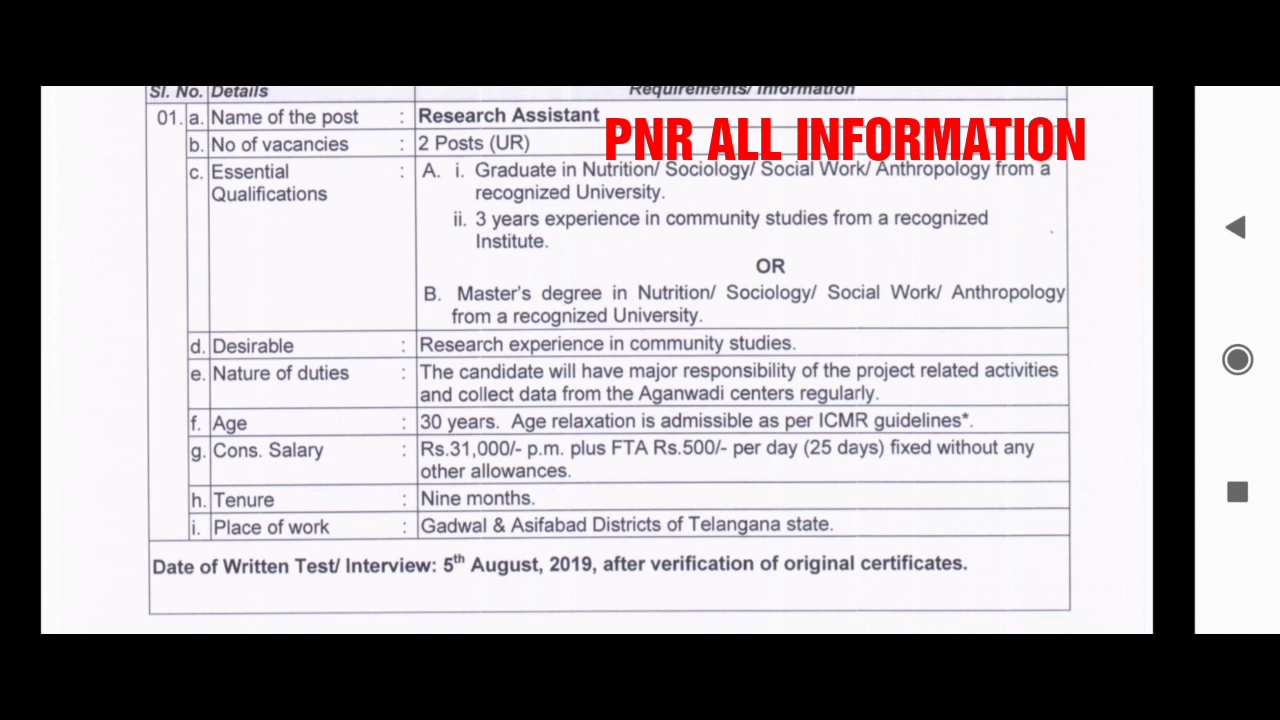 Sl. No. Details Requirements/ Information
01. a. Name of the post : Research Assistant
PNR ALL INFORMATION
b. No of vacancies : 2 Posts (UR)
c. Essential : A. i. Graduate in Nutrition/ Sociology/ Social Work/ Anthropology from a
Qualifications recognized University.
ii. 3 years experience in community studies from a recognized
Institute.
OR
B. Master's degree in Nutrition/ Sociology/ Social Work/ Anthropology
from a recognized University.
d. Desirable : Research experience in community studies.
e. Nature of duties : The candidate will have major responsibility of the project related activities
and collect data from the Aganwadi centers regularly.
f. Age : 30 years. Age relaxation is admissible as per ICMR guidelines*.
g. Cons. Salary : Rs.31,000/- p.m. plus FTA Rs.500/- per day (25 days) fixed without any
other allowances.
h. Tenure : Nine months.
i. Place of work : Gadwal & Asifabad Districts of Telangana state.
Date of Written Test/ Interview: 5th August, 2019, after verification of original certificates.